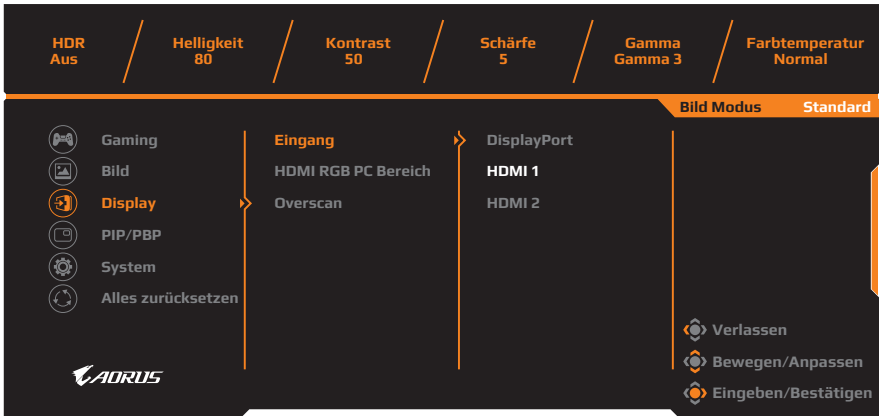 HDR
Aus
Helligkeit
80
Kontrast
50
Schärfe
5
Gamma
Gamma 3
Farbtemperatur
Normal
Bild Modus Standard
Gaming
Bild
Display
PIP/PBP
System
Alles zurücksetzen
Eingang
HDMI RGB PC Bereich
Overscan
DisplayPort
HDMI 1
HDMI 2
Verlassen
Bewegen/Anpassen
Eingeben/Bestätigen
AORUS